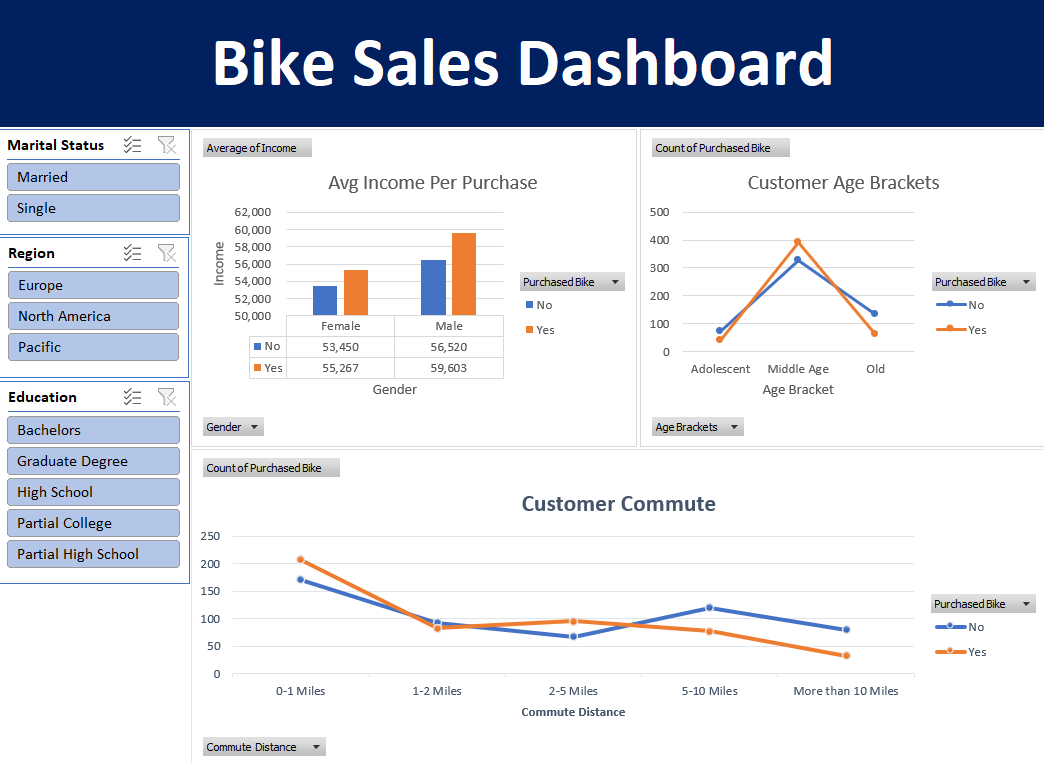 Bike Sales Dashboard
Marital Status
Married
Single
Region
Europe
North America
Pacific
Education
Bachelors
Graduate Degree
High School
Partial College
Partial High School
Average of Income
Avg Income Per Purchase
62,000
60,000
58,000
56,000
54,000
52,000
50,000
Income
Female Male
No 53,450 56,520
Yes 55,267 59,603
Gender
Purchased Bike
No
Yes
Gender
Count of Purchased Bike
Customer Age Brackets
500
400
300
200
100
0
Adolescent Middle Age Old
Age Bracket
Purchased Bike
No
Yes
Age Brackets
Count of Purchased Bike
Customer Commute
250
200
150
100
50
0
0-1 Miles 1-2 Miles 2-5 Miles 5-10 Miles More than 10 Miles
Commute Distance
Purchased Bike
No
Yes
Commute Distance